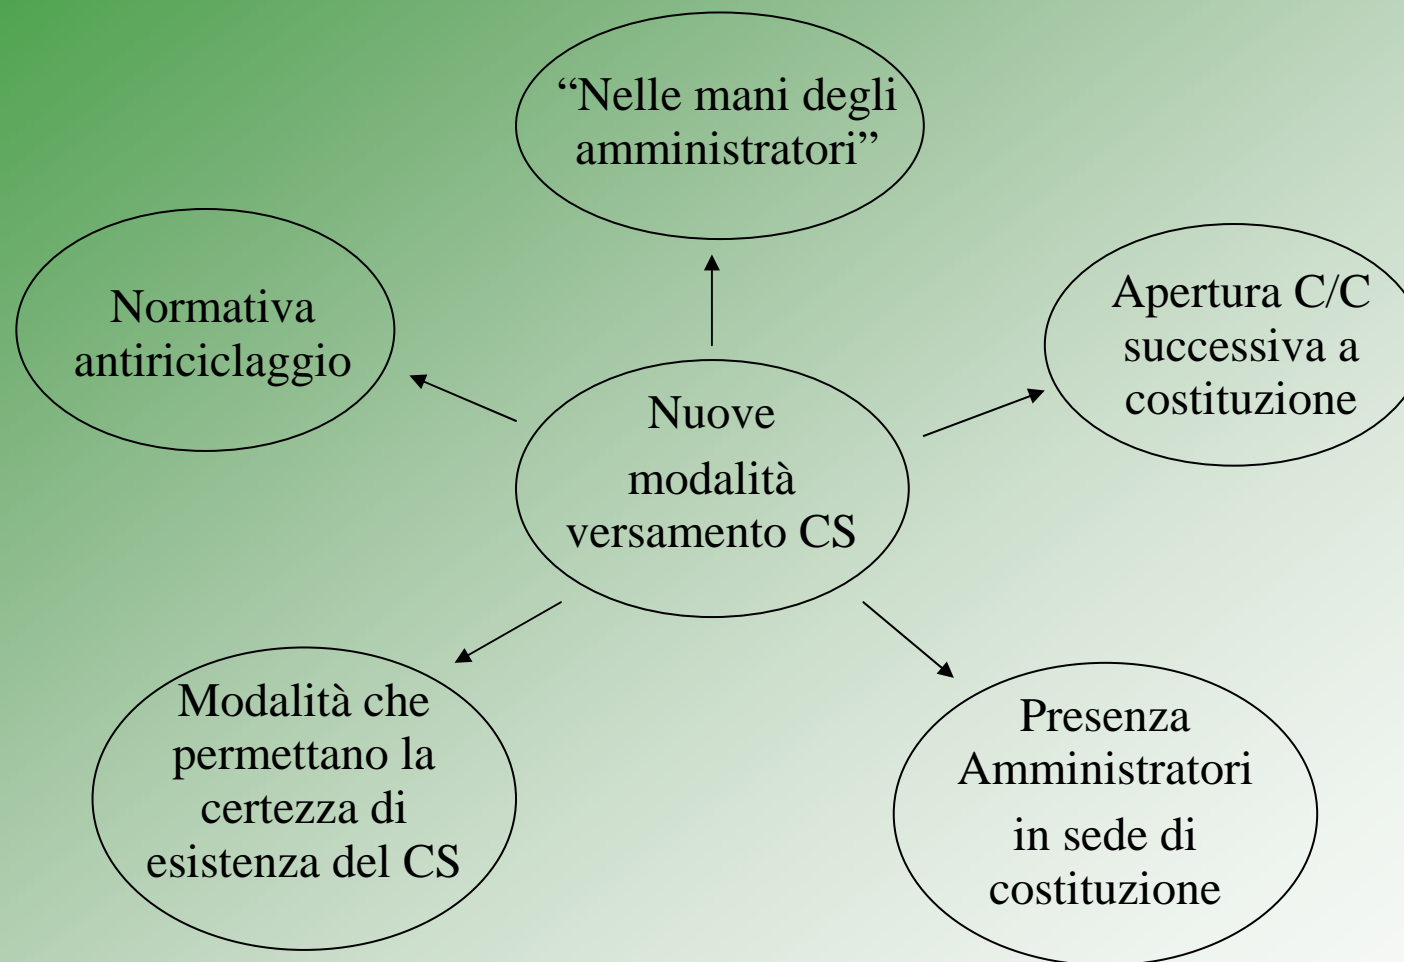 “Nelle mani degli
amministratori”
Normativa
antiriciclaggio
Apertura C/C
successiva a
costituzione
Nuove
modalità
versamento CS
Modalità che
permettano la
certezza di
esistenza del CS
Presenza
Amministratori
in sede di
costituzione